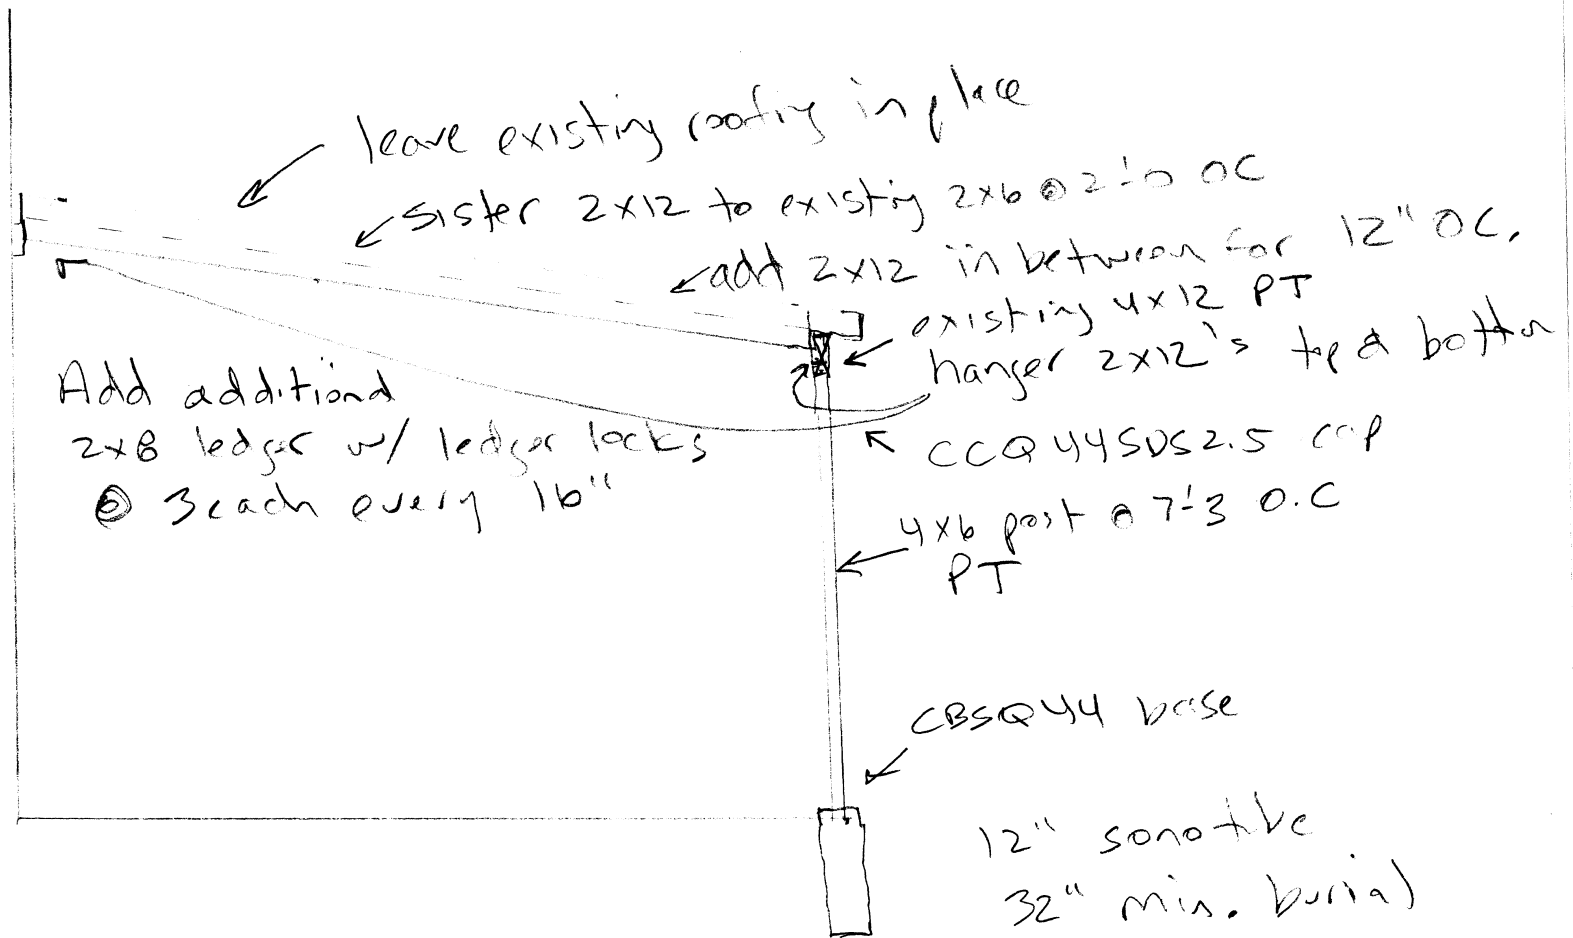 leave existing roofing in place
sister 2x12 to existing 2x6 @ 2'-0 OC
add 2x12 in between for 12" OC.
existing 4x12 PT
hanger 2x12's top & bottom
Add additional
2x8 ledger w/ ledger locks
@ 3 each every 16"
CCQ44SDS2.5 cap
4x6 post @ 7'-3 O.C
PT
CBSQ44 base
12" sonotube
32" min. burial